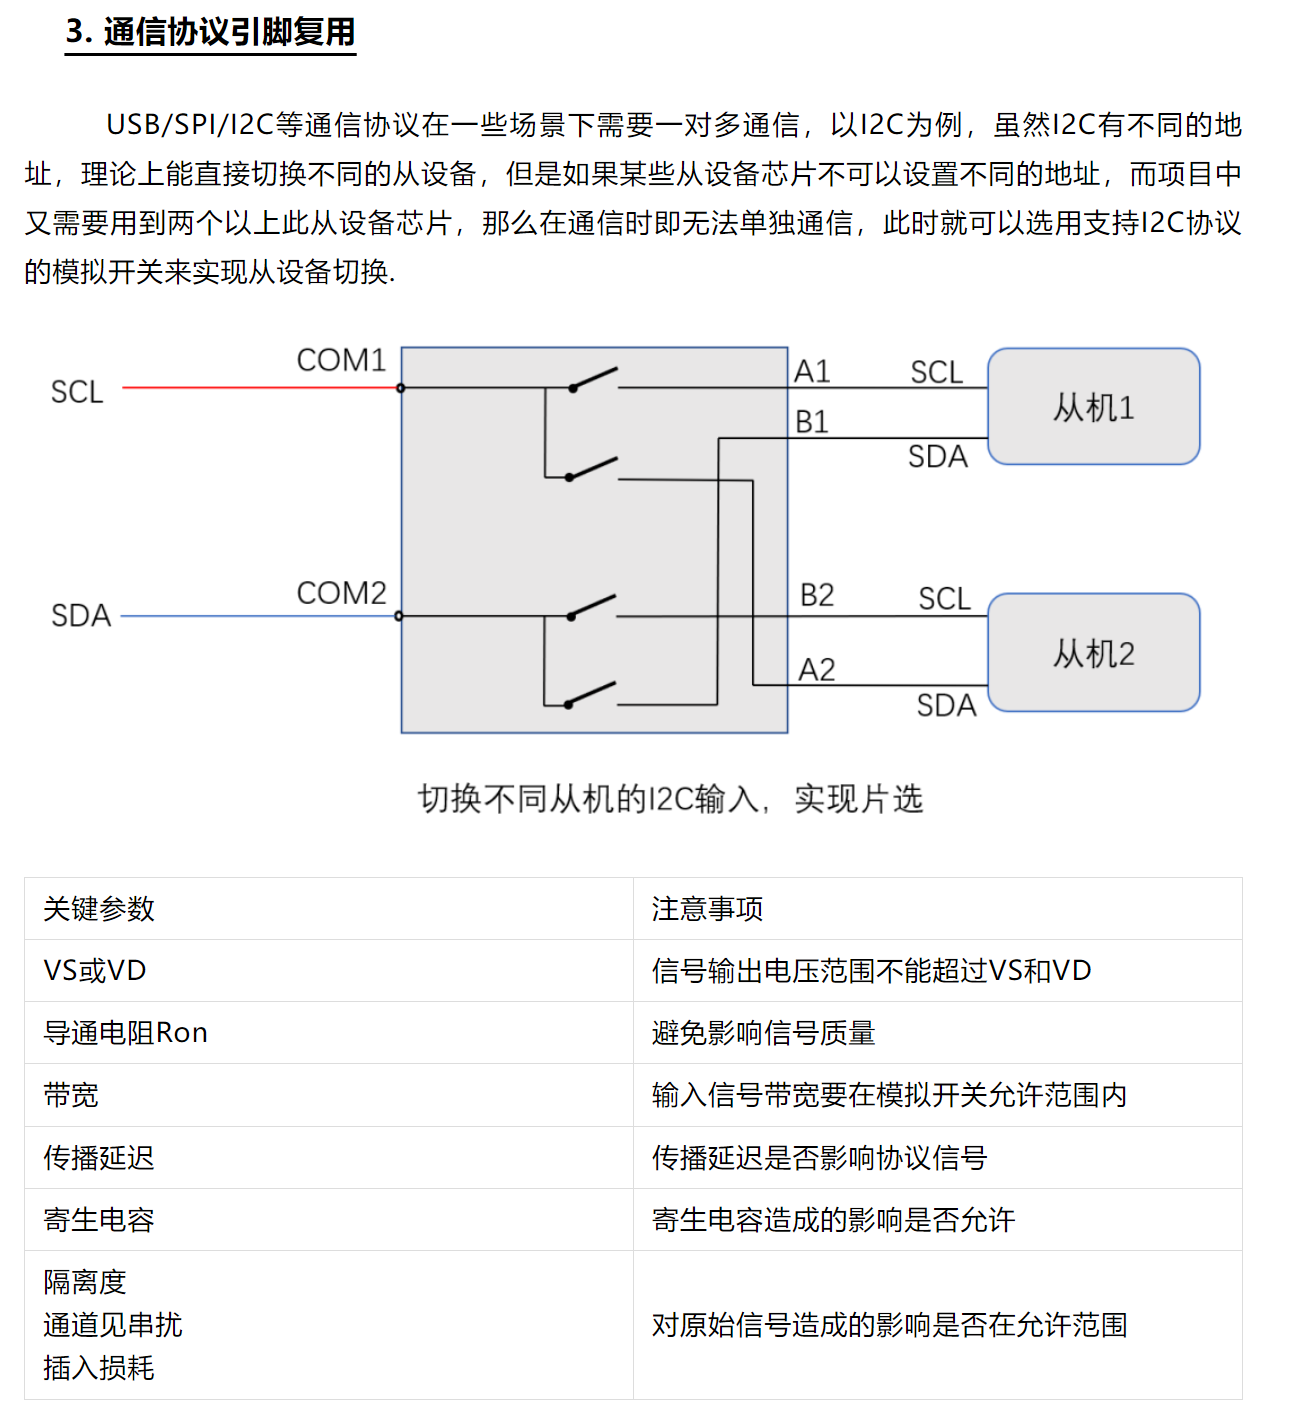 3. 通信协议引脚复用
USB/SPI/I2C等通信协议在一些场景下需要一对多通信，以I2C为例，虽然I2C有不同的地
址，理论上能直接切换不同的从设备，但是如果某些从设备芯片不可以设置不同的地址，而项目中
又需要用到两个以上此从设备芯片，那么在通信时即无法单独通信，此时就可以选用支持I2C协议
的模拟开关来实现从设备切换.
COM1
SCL
A1
SCL
从机1
B1
SDA
COM2
SDA
B2
SCL
从机2
A2
SDA
切换不同从机的I2C输入，实现片选
关键参数
注意事项
VS或VD
信号输出电压范围不能超过VS和VD
导通电阻Ron
避免影响信号质量
带宽
输入信号带宽要在模拟开关允许范围内
传播延迟
传播延迟是否影响协议信号
寄生电容
寄生电容造成的影响是否允许
隔离度
通道见串扰
插入损耗
对原始信号造成的影响是否在允许范围